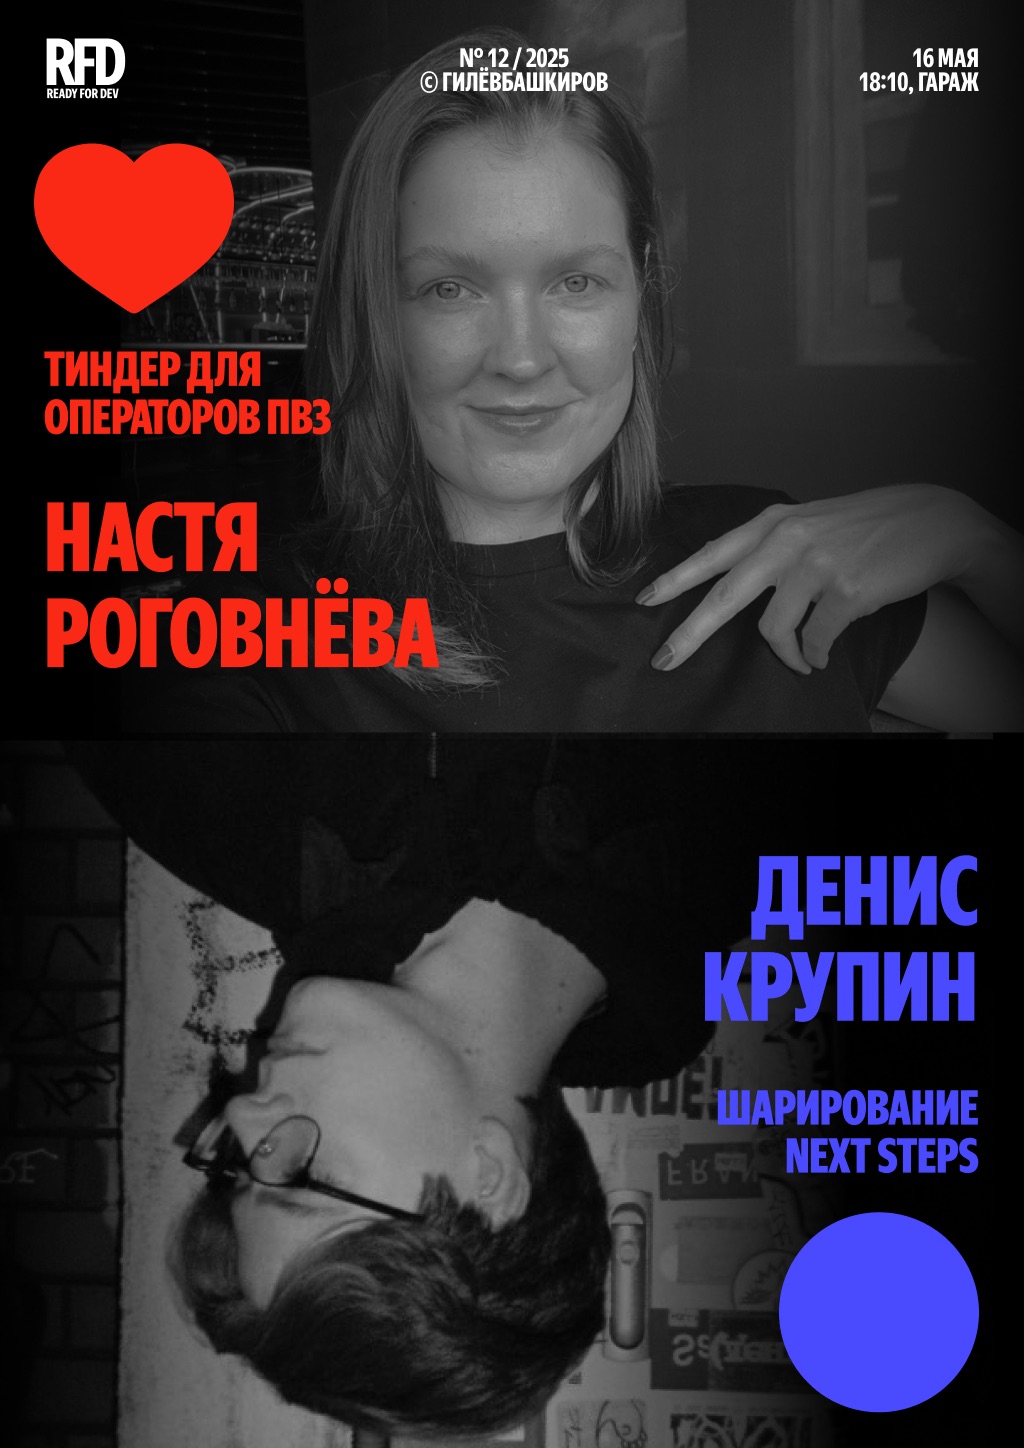 RFD
READY FOR DEV
№ 12 / 2025
© ГИЛЁВБАШКИРОВ
16 МАЯ
18:10, ГАРАЖ
ТИНДЕР ДЛЯ
ОПЕРАТОРОВ ПВЗ
НАСТЯ
РОГОВНЁВА
ДЕНИС
КРУПИН
ШАРИРОВАНИЕ
NEXT STEPS